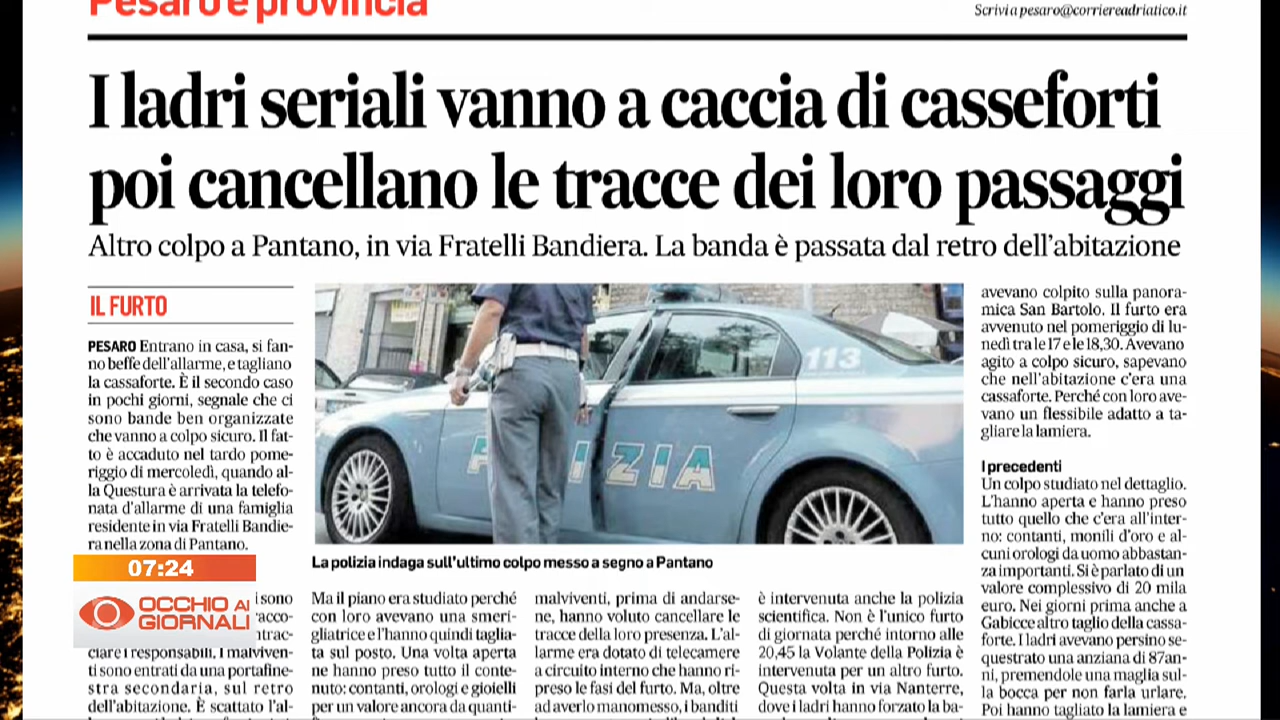 Pesaro e provincia
Scrivi a pesaro@corriereadriatico.it
I ladri seriali vanno a caccia di casseforti
poi cancellano le tracce dei loro passaggi
Altro colpo a Pantano, in via Fratelli Bandiera. La banda è passata dal retro dell'abitazione
IL FURTO
PESARO Entrano in casa, si fan-
no beffe dell'allarme, e tagliano
la cassaforte. È il secondo caso
in pochi giorni, segnale che ci
sono bande ben organizzate
che vanno a colpo sicuro. Il fat-
to è accaduto nel tardo pome-
riggio di mercoledì, quando al-
la Questura è arrivata la telefo-
nata d'allarme di una famiglia
residente in via Fratelli Bandie-
ra nella zona di Pantano.
07:24
OCCHIO AI
GIORNALI
i sono
racco-
ntrac-
ciare i responsabili. I malviven-
ti sono entrati da una portafine-
stra secondaria, sul retro
dell'abitazione. È scattato l'al-
113
POLIZIA
La polizia indaga sull'ultimo colpo messo a segno a Pantano
Ma il piano era studiato perché
con loro avevano una smeri-
gliatrice e l'hanno quindi taglia-
ta sul posto. Una volta aperta
ne hanno preso tutto il conte-
nuto: contanti, orologi e gioielli
per un valore ancora da quanti-
malviventi, prima di andarse-
ne, hanno voluto cancellare le
tracce della loro presenza. L'al-
larme era dotato di telecamere
a circuito interno che hanno ri-
preso le fasi del furto. Ma, oltre
ad averlo manomesso, i banditi
è intervenuta anche la polizia
scientifica. Non è l'unico furto
di giornata perché intorno alle
20,45 la Volante della Polizia è
intervenuta per un altro furto.
Questa volta in via Nanterre,
dove i ladri hanno forzato la ba-
avevano colpito sulla panora-
mica San Bartolo. Il furto era
avvenuto nel pomeriggio di lu-
nedì tra le 17 e le 18,30. Avevano
agito a colpo sicuro, sapevano
che nell'abitazione c'era una
cassaforte. Perché con loro ave-
vano un flessibile adatto a ta-
gliare la lamiera.
I precedenti
Un colpo studiato nel dettaglio.
L'hanno aperta e hanno preso
tutto quello che c'era all'inter-
no: contanti, monili d'oro e al-
cuni orologi da uomo abbastan-
za importanti. Si è parlato di un
valore complessivo di 20 mila
euro. Nei giorni prima anche a
Gabicce altro taglio della cassa-
forte. I ladri avevano persino se-
questrato una anziana di 87an-
ni, premendole una maglia sul-
la bocca per non farla urlare.
Poi hanno tagliato la lamiera e